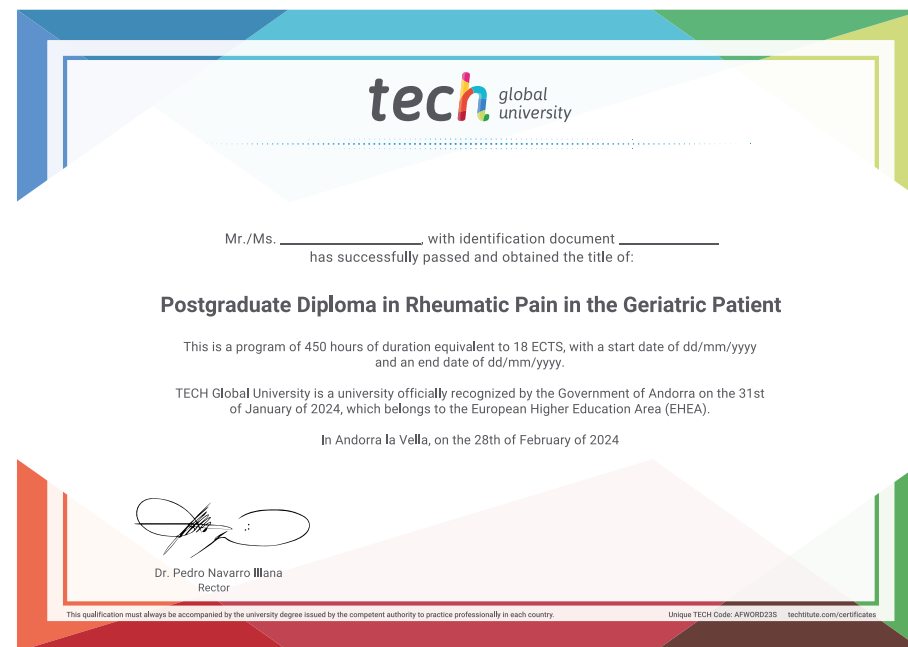 tech global
university
Mr./Ms. ____________, with identification document ____________
has successfully passed and obtained the title of:
Postgraduate Diploma in Rheumatic Pain in the Geriatric Patient
This is a program of 450 hours of duration equivalent to 18 ECTS, with a start date of dd/mm/yyyy
and an end date of dd/mm/yyyy.
TECH Global University is a university officially recognized by the Government of Andorra on the 31st
of January of 2024, which belongs to the European Higher Education Area (EHEA).
In Andorra la Vella, on the 28th of February of 2024
Dr. Pedro Navarro Illana
Rector
This qualification must always be accompanied by the university degree issued by the competent authority to practice professionally in each country.
Unique TECH Code: AFWORD23S techtitute.com/certificates